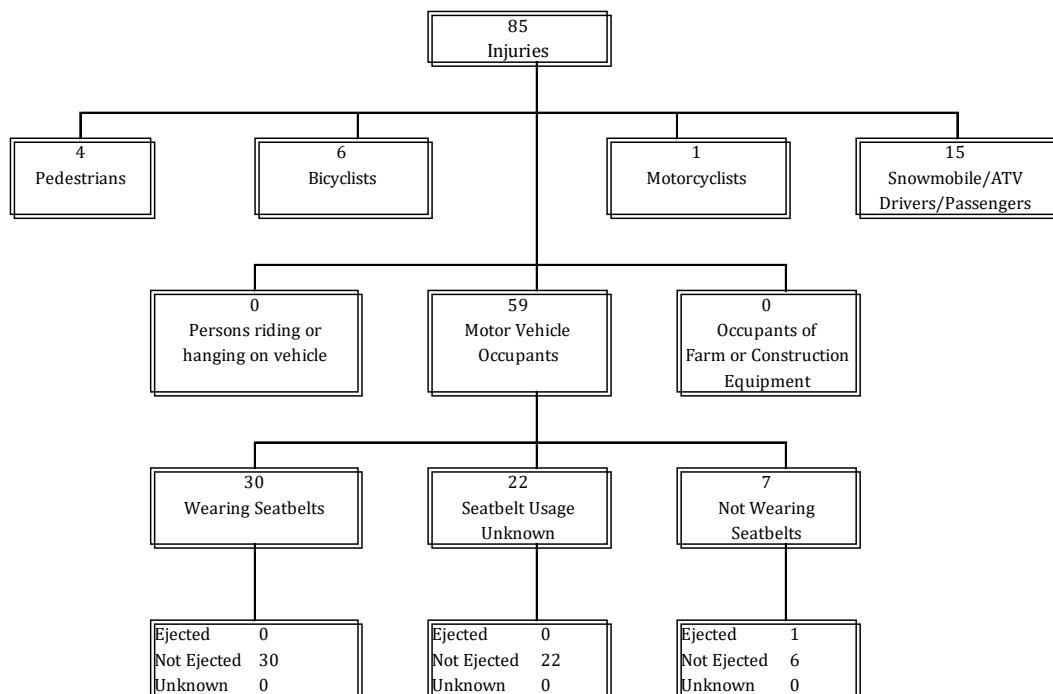 85
Injuries
4
Pedestrians
6
Bicyclists
1
Motorcyclists
15
Snowmobile/ATV
Drivers/Passengers
0
Persons riding or
hanging on vehicle
59
Motor Vehicle
Occupants
0
Occupants of
Farm or Construction
Equipment
30
Wearing Seatbelts
22
Seatbelt Usage
Unknown
7
Not Wearing
Seatbelts
Ejected 0
Not Ejected 30
Unknown 0
Ejected 0
Not Ejected 22
Unknown 0
Ejected 1
Not Ejected 6
Unknown 0